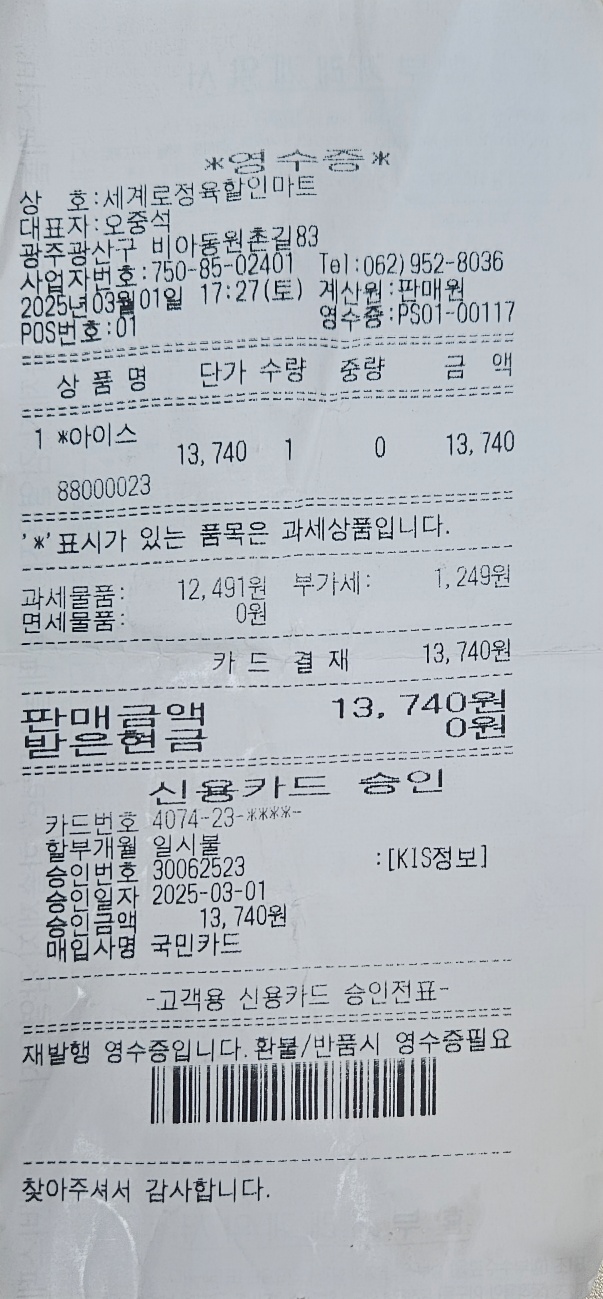 *영수증*
상 호:세계로정육할인마트
대표자:오중석
광주광산구 비아동원촌길83
사업자번호:750-85-02401 Tel:062)952-8036
2025년03월01일 17:27(토) 계산원:판매원
POS번호:01 영수증:PS01-00117
상 품 명 단가 수량 중량 금 액
1 *아이스 13,740 1 0 13,740
88000023
'*'표시가 있는 품목은 과세상품입니다.
과세물품: 12,491원 부가세: 1,249원
면세물품: 0원
카 드 결 재 13,740원
판매금액 13,740원
받은현금 0원
신용카드 승인
카드번호 4074-23-****-
할부개월 일시불
승인번호 30062523 :[KIS정보]
승인일자 2025-03-01
승인금액 13,740원
매입사명 국민카드
-고객용 신용카드 승인전표-
재발행 영수증입니다.환불/반품시 영수증필요
찾아주셔서 감사합니다.